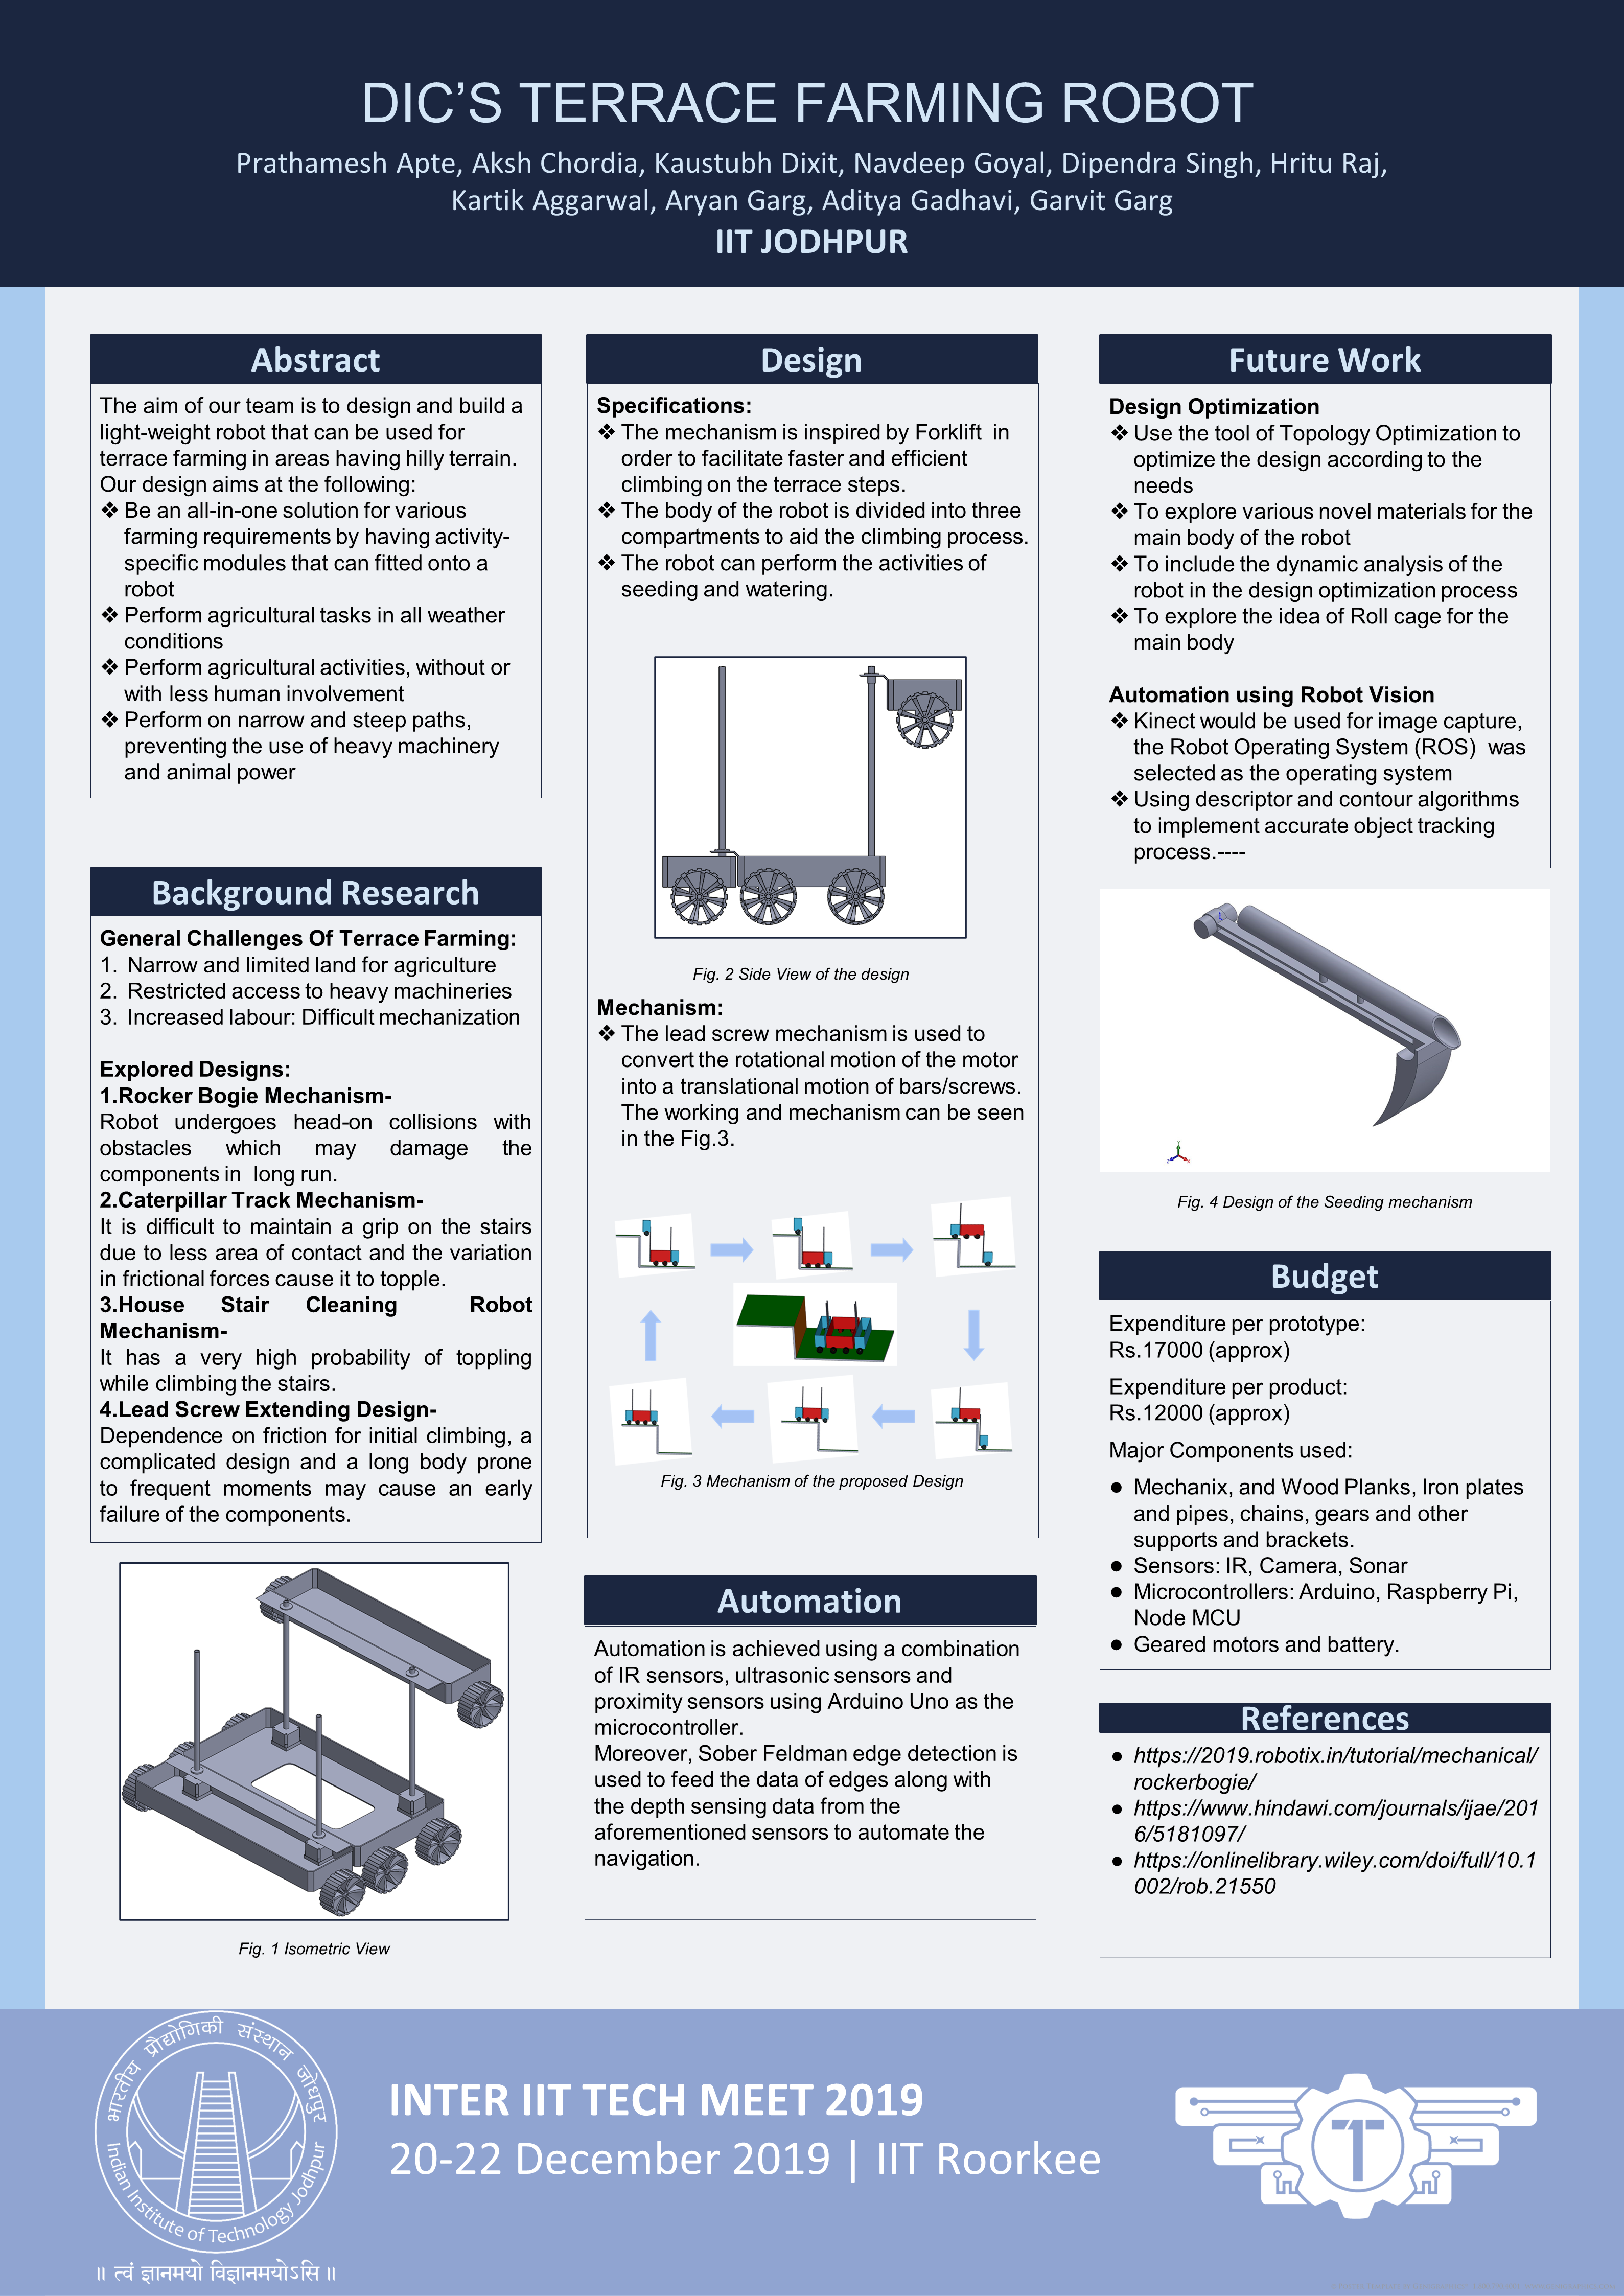 DIC’S TERRACE FARMING ROBOT
Prathamesh Apte, Aksh Chordia, Kaustubh Dixit, Navdeep Goyal, Dipendra Singh, Hritu Raj,
Kartik Aggarwal, Aryan Garg, Aditya Gadhavi, Garvit Garg
IIT JODHPUR
Abstract
The aim of our team is to design and build a
light-weight robot that can be used for
terrace farming in areas having hilly terrain.
Our design aims at the following:
❖ Be an all-in-one solution for various
farming requirements by having activity-
specific modules that can fitted onto a
robot
❖ Perform agricultural tasks in all weather
conditions
❖ Perform agricultural activities, without or
with less human involvement
❖ Perform on narrow and steep paths,
preventing the use of heavy machinery
and animal power
Background Research
General Challenges Of Terrace Farming:
1. Narrow and limited land for agriculture
2. Restricted access to heavy machineries
3. Increased labour: Difficult mechanization
Explored Designs:
1.Rocker Bogie Mechanism-
Robot undergoes head-on collisions with
obstacles which may damage the
components in long run.
2.Caterpillar Track Mechanism-
It is difficult to maintain a grip on the stairs
due to less area of contact and the variation
in frictional forces cause it to topple.
3.House Stair Cleaning Robot
Mechanism-
It has a very high probability of toppling
while climbing the stairs.
4.Lead Screw Extending Design-
Dependence on friction for initial climbing, a
complicated design and a long body prone
to frequent moments may cause an early
failure of the components.
Fig. 1 Isometric View
Design
Specifications:
❖ The mechanism is inspired by Forklift in
order to facilitate faster and efficient
climbing on the terrace steps.
❖ The body of the robot is divided into three
compartments to aid the climbing process.
❖ The robot can perform the activities of
seeding and watering.
Fig. 2 Side View of the design
Mechanism:
❖ The lead screw mechanism is used to
convert the rotational motion of the motor
into a translational motion of bars/screws.
The working and mechanism can be seen
in the Fig.3.
Fig. 3 Mechanism of the proposed Design
Automation
Automation is achieved using a combination
of IR sensors, ultrasonic sensors and
proximity sensors using Arduino Uno as the
microcontroller.
Moreover, Sober Feldman edge detection is
used to feed the data of edges along with
the depth sensing data from the
aforementioned sensors to automate the
navigation.
Future Work
Design Optimization
❖ Use the tool of Topology Optimization to
optimize the design according to the
needs
❖ To explore various novel materials for the
main body of the robot
❖ To include the dynamic analysis of the
robot in the design optimization process
❖ To explore the idea of Roll cage for the
main body
Automation using Robot Vision
❖ Kinect would be used for image capture,
the Robot Operating System (ROS) was
selected as the operating system
❖ Using descriptor and contour algorithms
to implement accurate object tracking
process.----
Fig. 4 Design of the Seeding mechanism
Budget
Expenditure per prototype:
Rs.17000 (approx)
Expenditure per product:
Rs.12000 (approx)
Major Components used:
● Mechanix, and Wood Planks, Iron plates
and pipes, chains, gears and other
supports and brackets.
● Sensors: IR, Camera, Sonar
● Microcontrollers: Arduino, Raspberry Pi,
Node MCU
● Geared motors and battery.
References
● https://2019.robotix.in/tutorial/mechanical/
rockerbogie/
● https://www.hindawi.com/journals/ijae/201
6/5181097/
● https://onlinelibrary.wiley.com/doi/full/10.1
002/rob.21550
भारतीय प्रौद्योगिकी संस्थान जोधपुर
Indian Institute of Technology Jodhpur
॥ त्वं ज्ञानमयो विज्ञानमयोऽसि ॥
INTER IIT TECH MEET 2019
20-22 December 2019 | IIT Roorkee